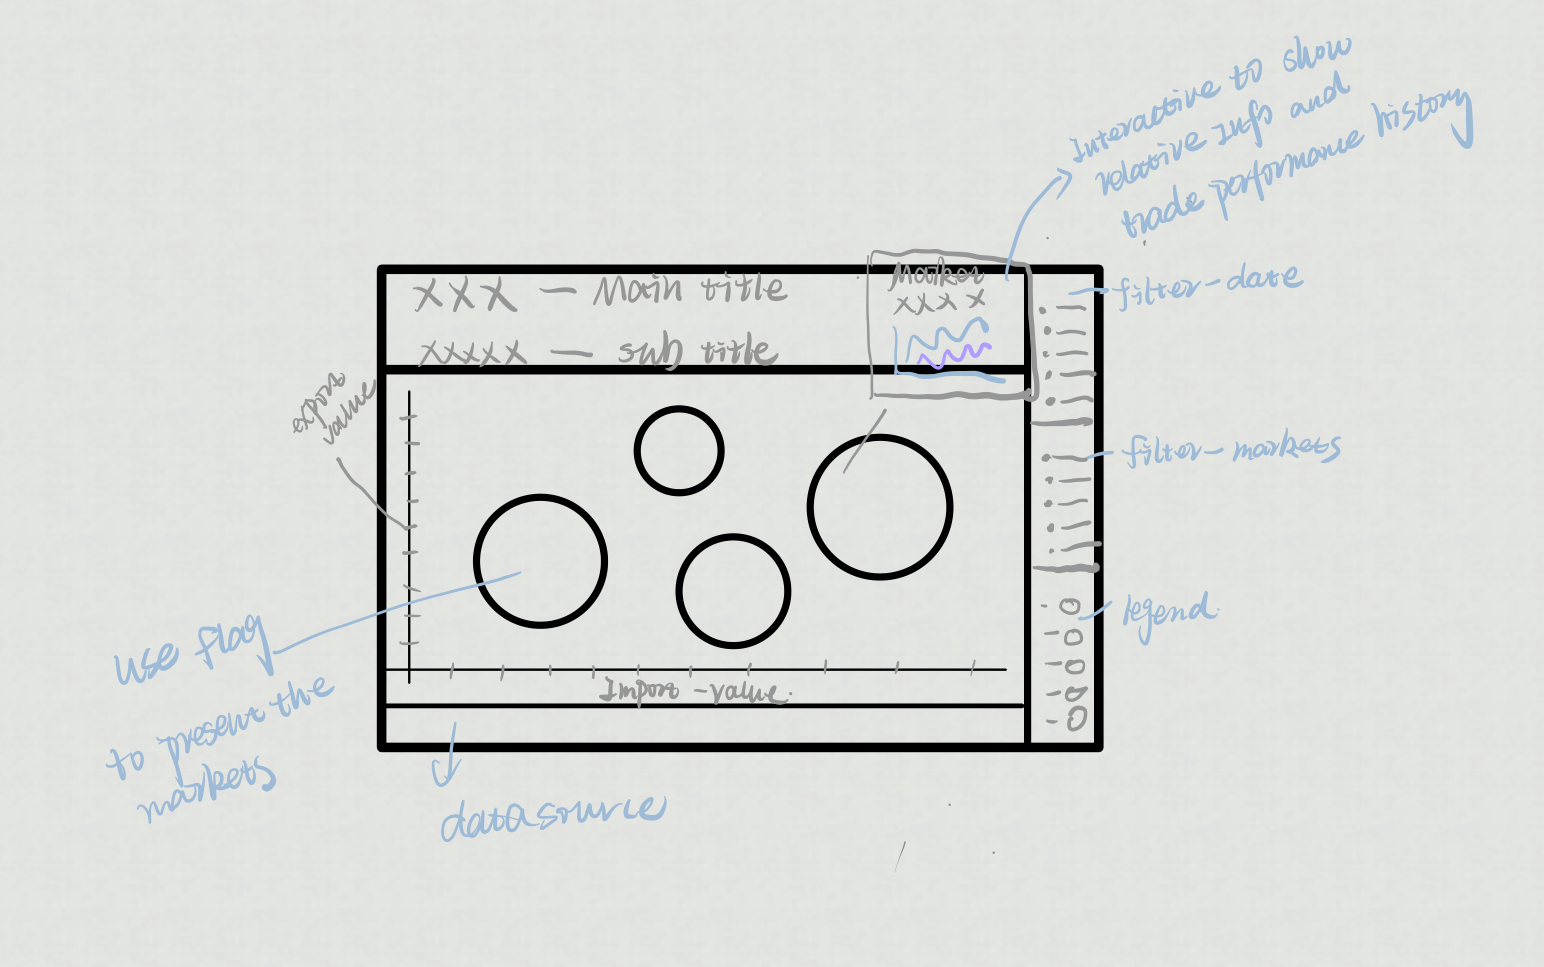 Interactive to show
relative Info and
trade performance history
XXX — Main title
XXXXX — sub title
Market
XXXX
filter-date
export
value
filter-markets
legend
use flag
to present the
markets
Import-value
datasource